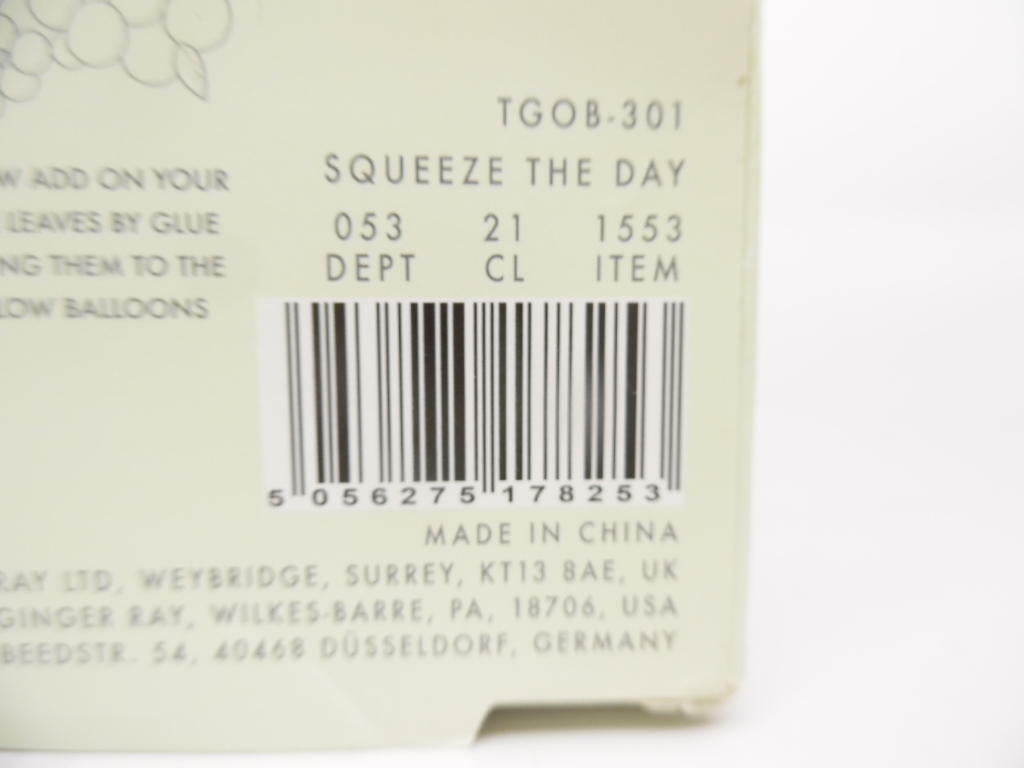 TGOB-301
SQUEEZE THE DAY
053 21 1553
DEPT CL ITEM
W ADD ON YOUR
LEAVES BY GLUE
NG THEM TO THE
LOW BALLOONS
5 056275 178253
MADE IN CHINA
RAY LTD, WEYBRIDGE, SURREY, KT13 8AE, UK
GINGER RAY, WILKES-BARRE, PA, 18706, USA
BEEDSTR. 54, 40468 DÜSSELDORF, GERMANY